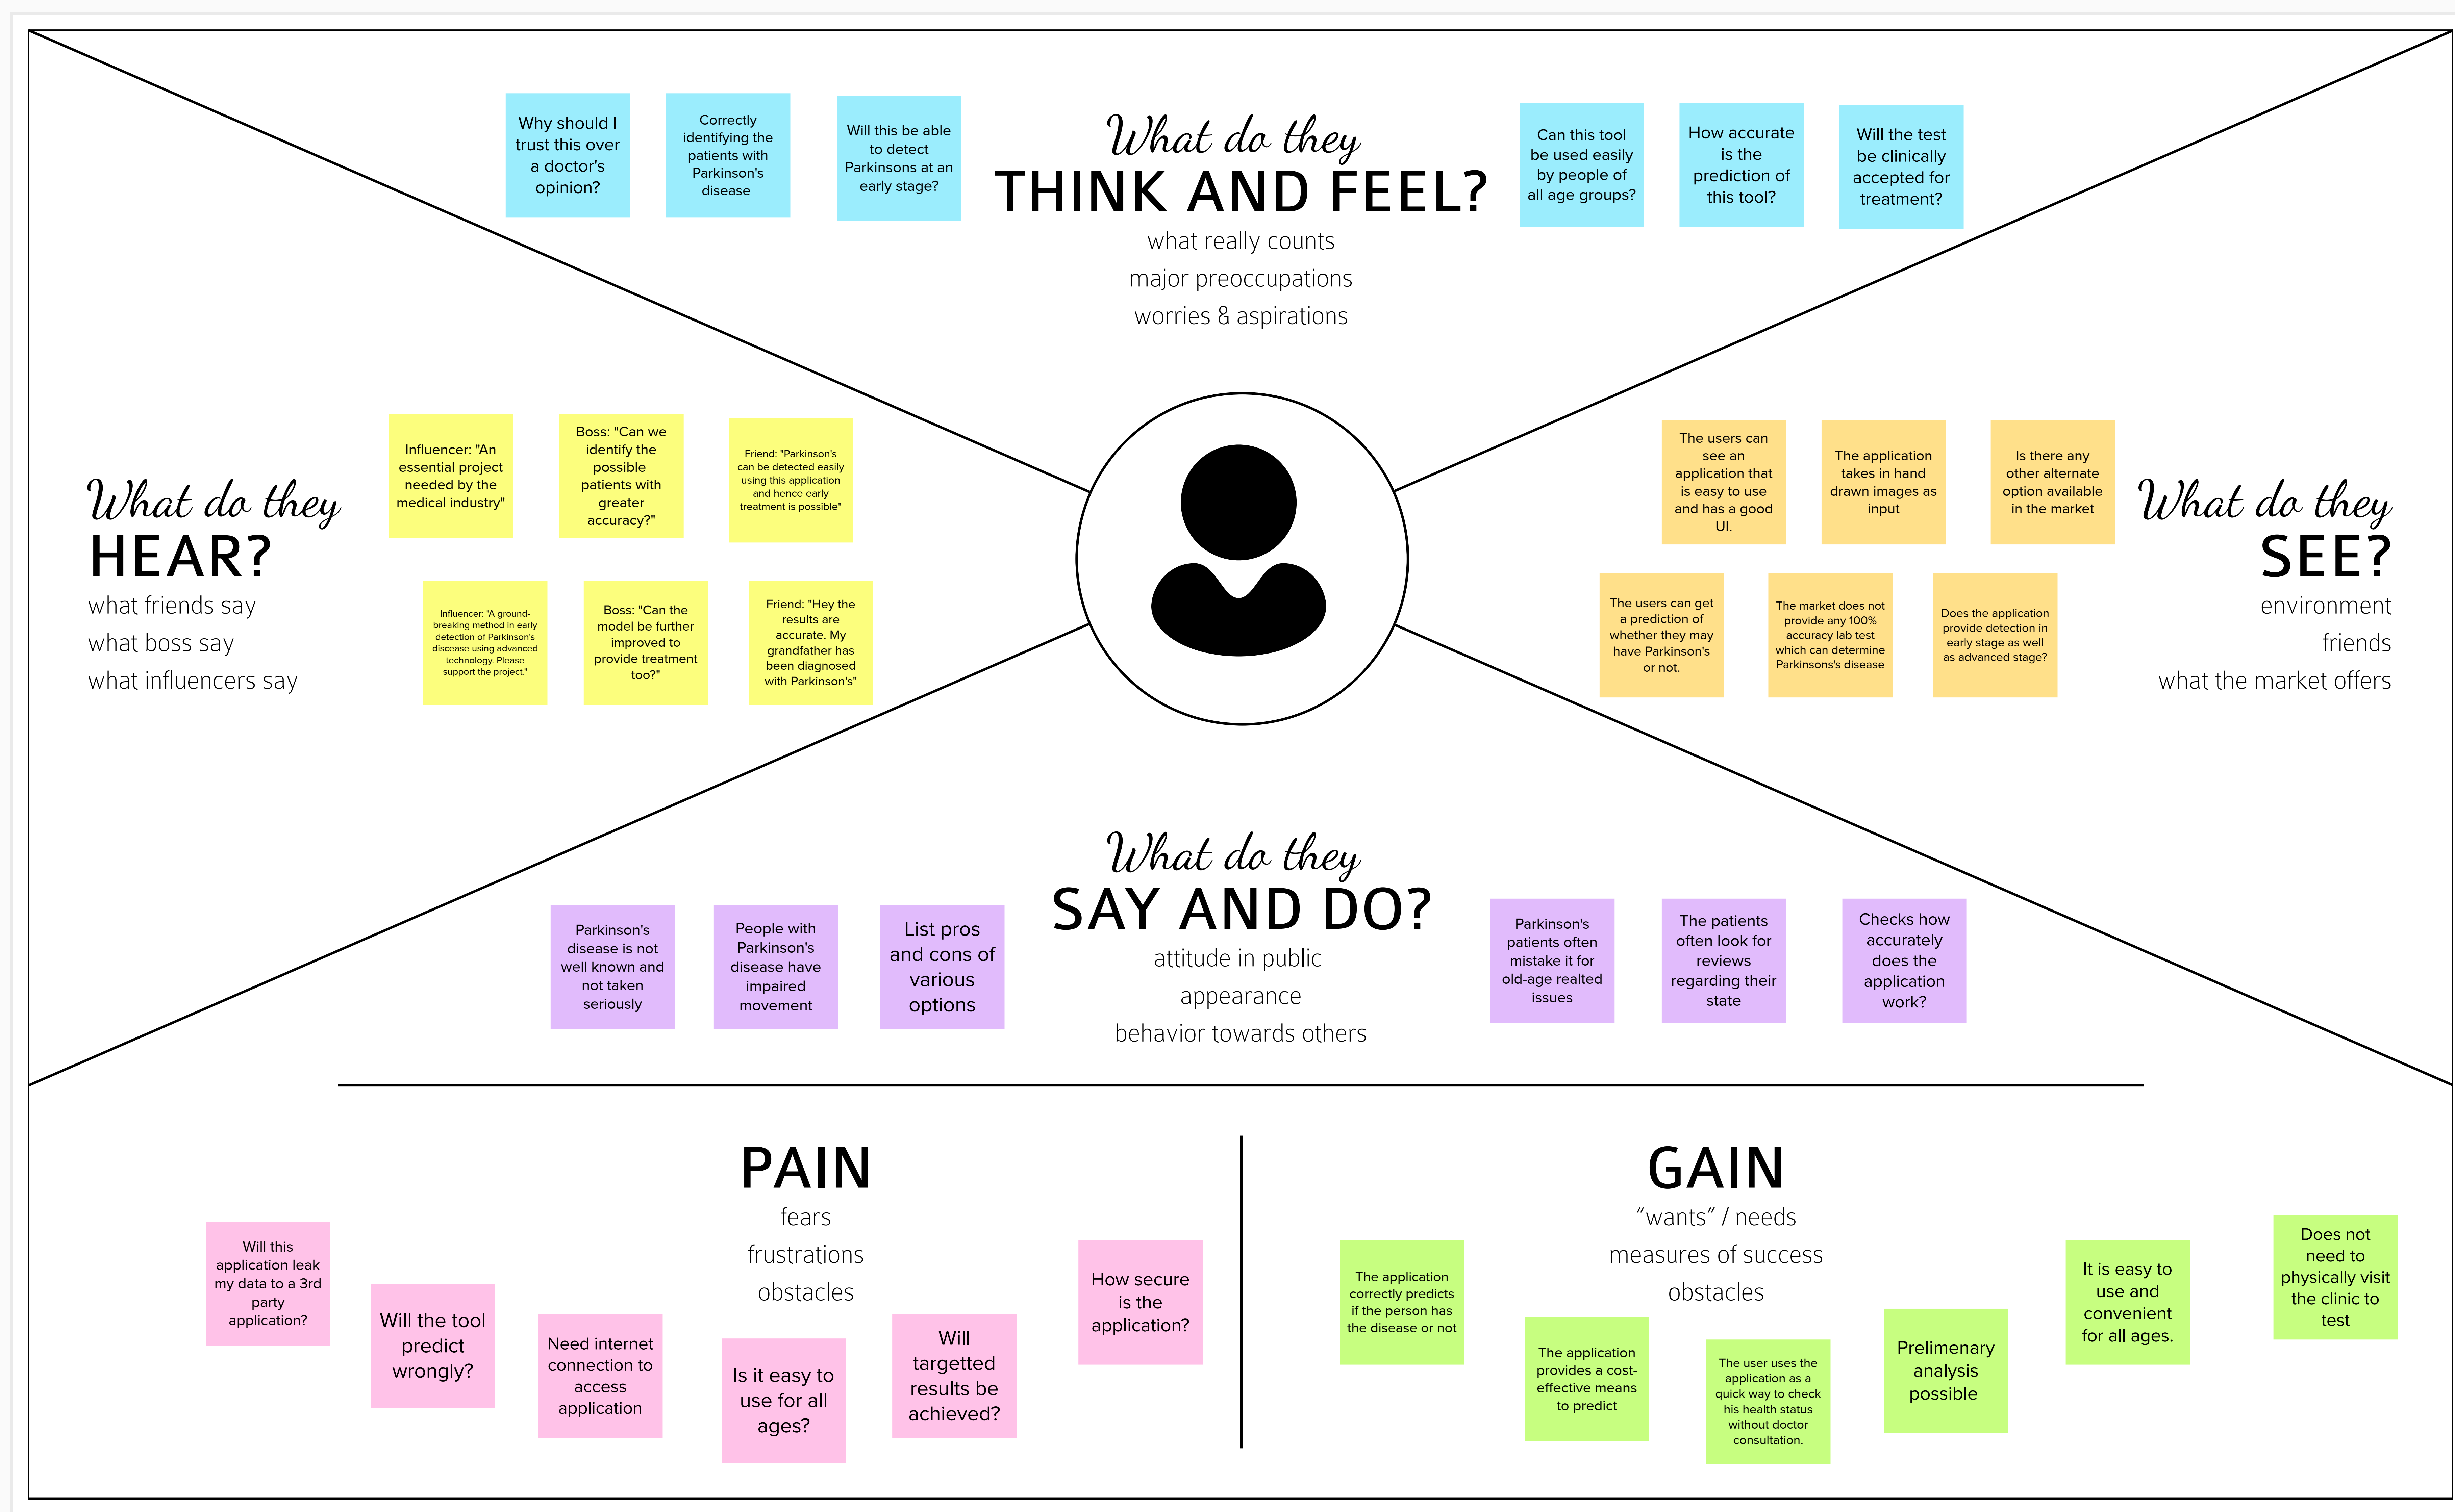 Why should I
trust this over
a doctor's
opinion?
Correctly
identifying the
patients with
Parkinson's
disease
Will this be able
to detect
Parkinsons at an
early stage?
What do they
THINK AND FEEL?
what really counts
major preoccupations
worries & aspirations
Can this tool
be used easily
by people of
all age groups?
How accurate
is the
prediction of
this tool?
Will the test
be clinically
accepted for
treatment?
What do they
HEAR?
what friends say
what boss say
what influencers say
Influencer: "An
essential project
needed by the
medical industry"
Boss: "Can we
identify the
possible
patients with
greater
accuracy?"
Friend: "Parkinson's
can be detected easily
using this application
and hence early
treatment is possible"
Influencer: "A ground-
breaking method in early
detection of Parkinson's
discease using advanced
technology. Please
support the project."
Boss: "Can the
model be further
improved to
provide treatment
too?"
Friend: "Hey the
results are
accurate. My
grandfather has
been diagnosed
with Parkinson's"
The users can
see an
application that
is easy to use
and has a good
UI.
The application
takes in hand
drawn images as
input
Is there any
other alternate
option available
in the market
The users can get
a prediction of
whether they may
have Parkinson's
or not.
The market does not
provide any 100%
accuracy lab test
which can determine
Parkinsons's disease
Does the application
provide detection in
early stage as well
as advanced stage?
What do they
SEE?
environment
friends
what the market offers
What do they
SAY AND DO?
attitude in public
appearance
behavior towards others
Parkinson's
disease is not
well known and
not taken
seriously
People with
Parkinson's
disease have
impaired
movement
List pros
and cons of
various
options
Parkinson's
patients often
mistake it for
old-age realted
issues
The patients
often look for
reviews
regarding their
state
Checks how
accurately
does the
application
work?
PAIN
fears
frustrations
obstacles
Will this
application leak
my data to a 3rd
party
application?
Will the tool
predict
wrongly?
Need internet
connection to
access
application
Is it easy to
use for all
ages?
Will
targetted
results be
achieved?
How secure
is the
application?
GAIN
"wants" / needs
measures of success
obstacles
The application
correctly predicts
if the person has
the disease or not
The application
provides a cost-
effective means
to predict
The user uses the
application as a
quick way to check
his health status
without doctor
consultation.
Prelimenary
analysis
possible
It is easy to
use and
convenient
for all ages.
Does not
need to
physically visit
the clinic to
test